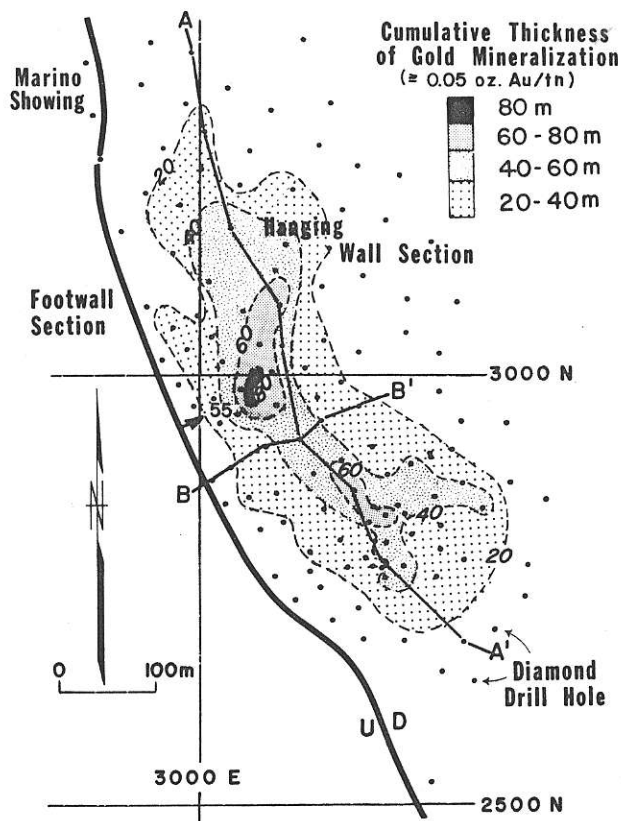 A
Cumulative Thickness
of Gold Mineralization
(≥ 0.05 oz. Au/tn)
80 m
60-80 m
40-60 m
20-40 m
Marino
Showing
20
Hanging
Wall Section
Footwall
Section
60
80
3000 N
55
B'
B
60
40
20
A'
0 100m
Diamond
Drill Hole
U D
3000 E
2500 N